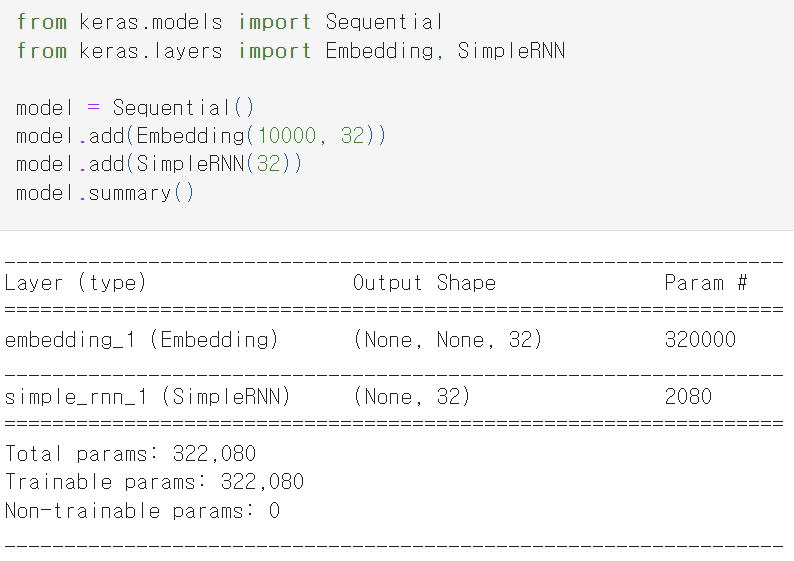 from keras.models import Sequential
from keras.layers import Embedding, SimpleRNN
model = Sequential()
model.add(Embedding(10000, 32))
model.add(SimpleRNN(32))
model.summary()
_________________________________________________________________
Layer (type)                 Output Shape              Param #
=================================================================
embedding_1 (Embedding)      (None, None, 32)          320000
_________________________________________________________________
simple_rnn_1 (SimpleRNN)     (None, 32)                2080
=================================================================
Total params: 322,080
Trainable params: 322,080
Non-trainable params: 0
_________________________________________________________________